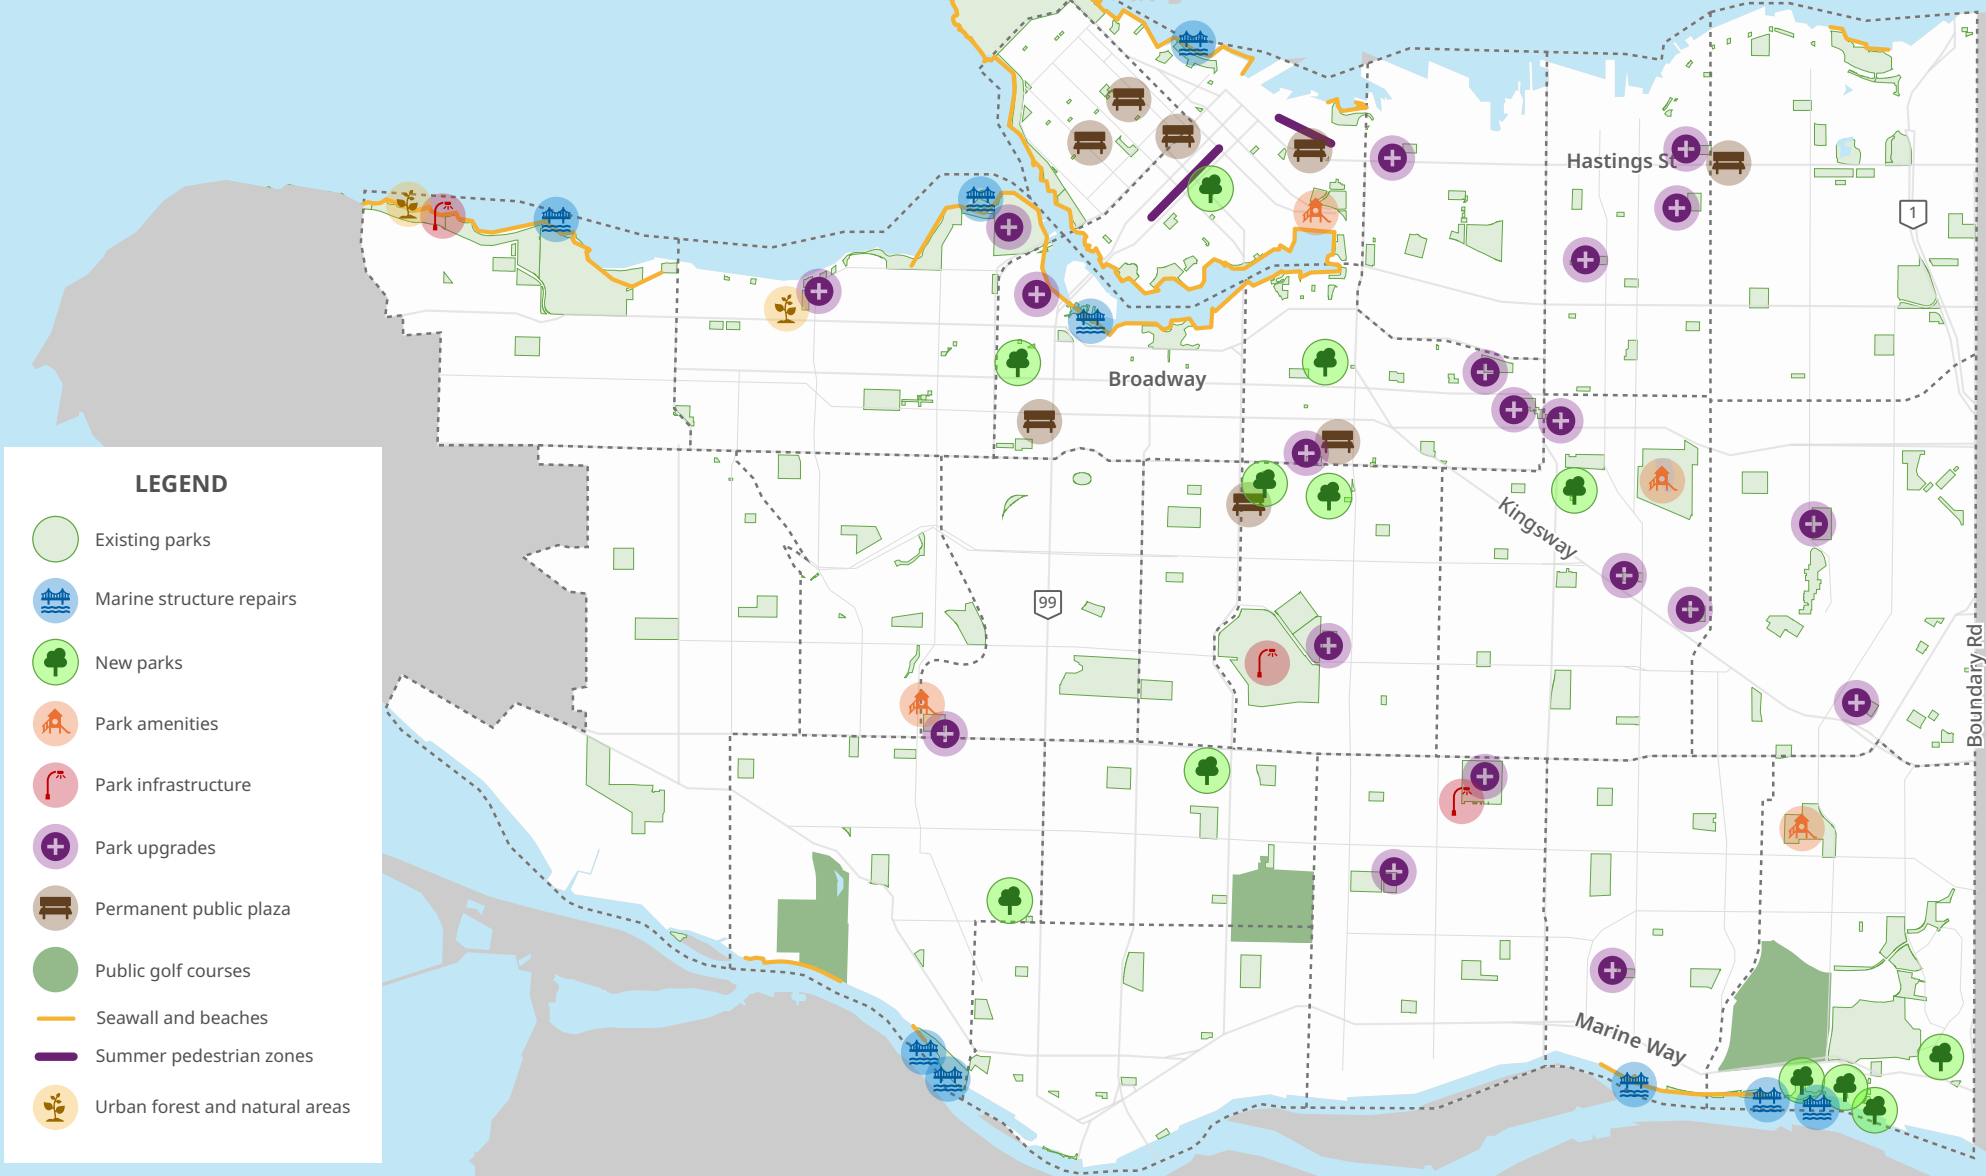 Hastings St
1
Broadway
LEGEND
Existing parks
Marine structure repairs
New parks
Park amenities
Park infrastructure
Park upgrades
Permanent public plaza
Public golf courses
Seawall and beaches
Summer pedestrian zones
Urban forest and natural areas
Kingsway
99
Boundary Rd
Marine Way